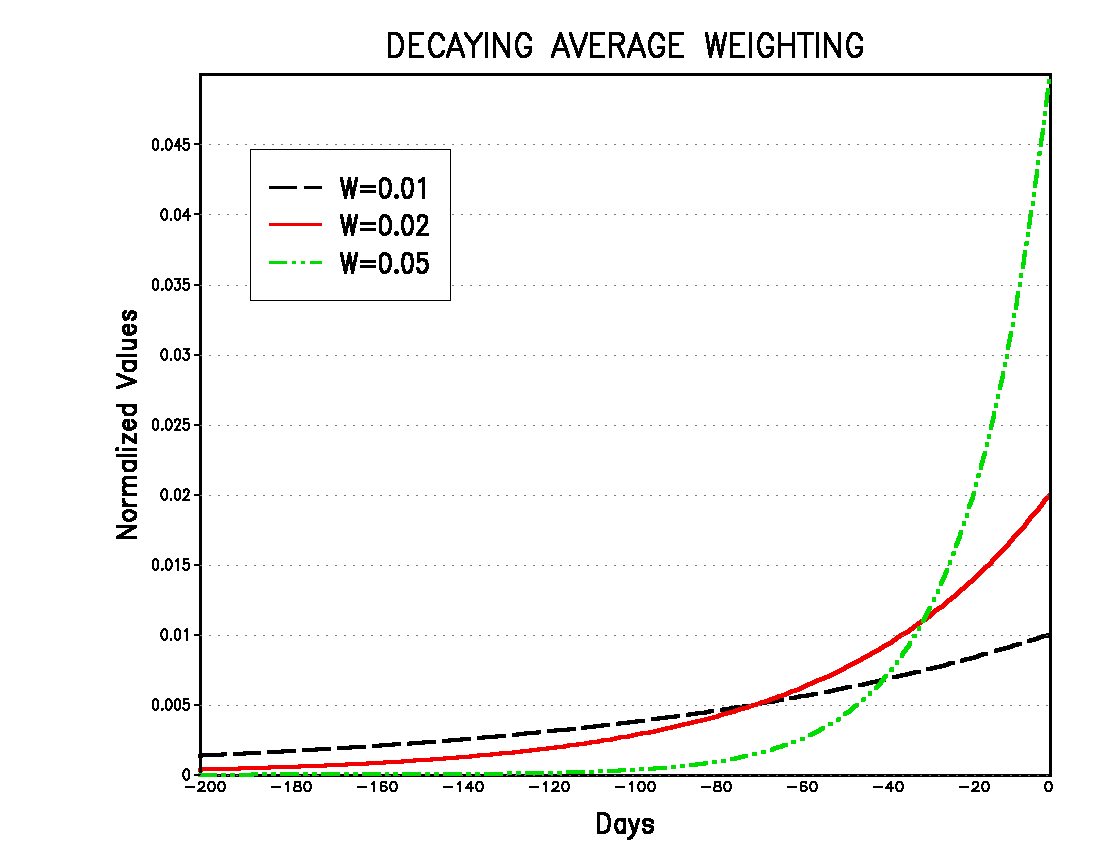 DECAYING AVERAGE WEIGHTING
0.045
0.04
0.035
0.03
0.025
0.02
0.015
0.01
0.005
0
W=0.01
W=0.02
W=0.05
Normalized Values
−200 −180 −160 −140 −120 −100 −80 −60 −40 −20 0
Days